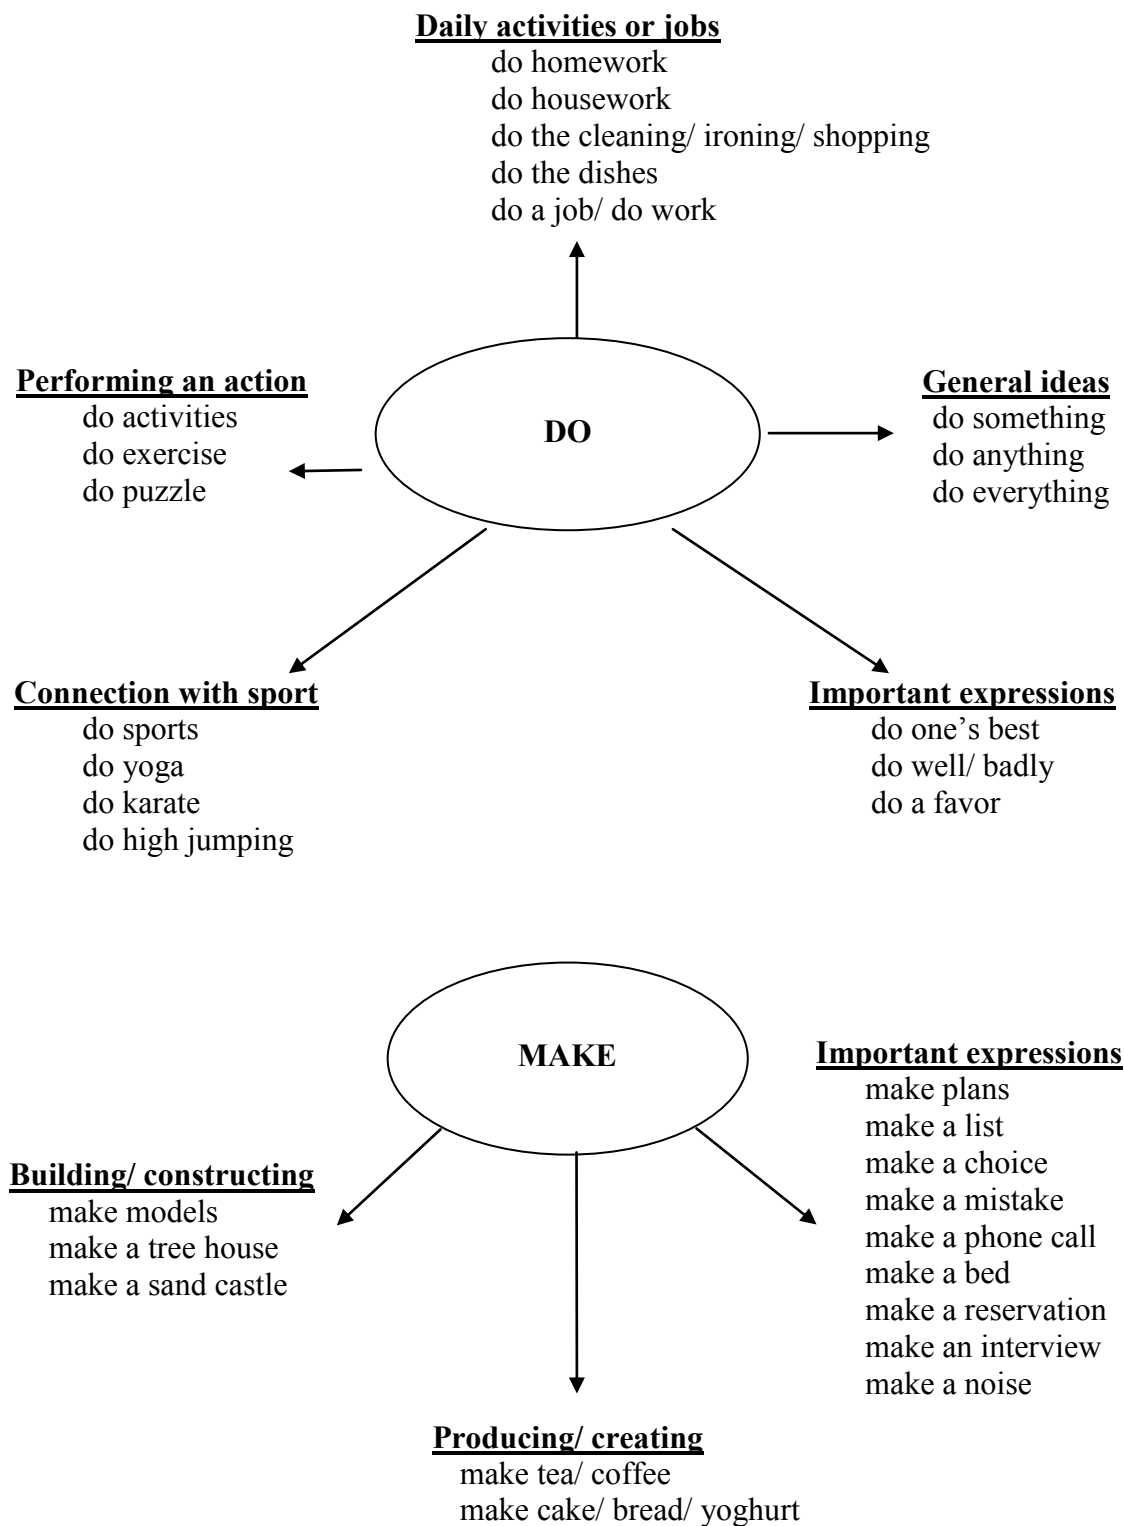 Daily activities or jobs
do homework
do housework
do the cleaning/ ironing/ shopping
do the dishes
do a job/ do work
Performing an action
do activities
do exercise
do puzzle
DO
General ideas
do something
do anything
do everything
Connection with sport
do sports
do yoga
do karate
do high jumping
Important expressions
do one’s best
do well/ badly
do a favor
MAKE
Building/ constructing
make models
make a tree house
make a sand castle
Important expressions
make plans
make a list
make a choice
make a mistake
make a phone call
make a bed
make a reservation
make an interview
make a noise
Producing/ creating
make tea/ coffee
make cake/ bread/ yoghurt